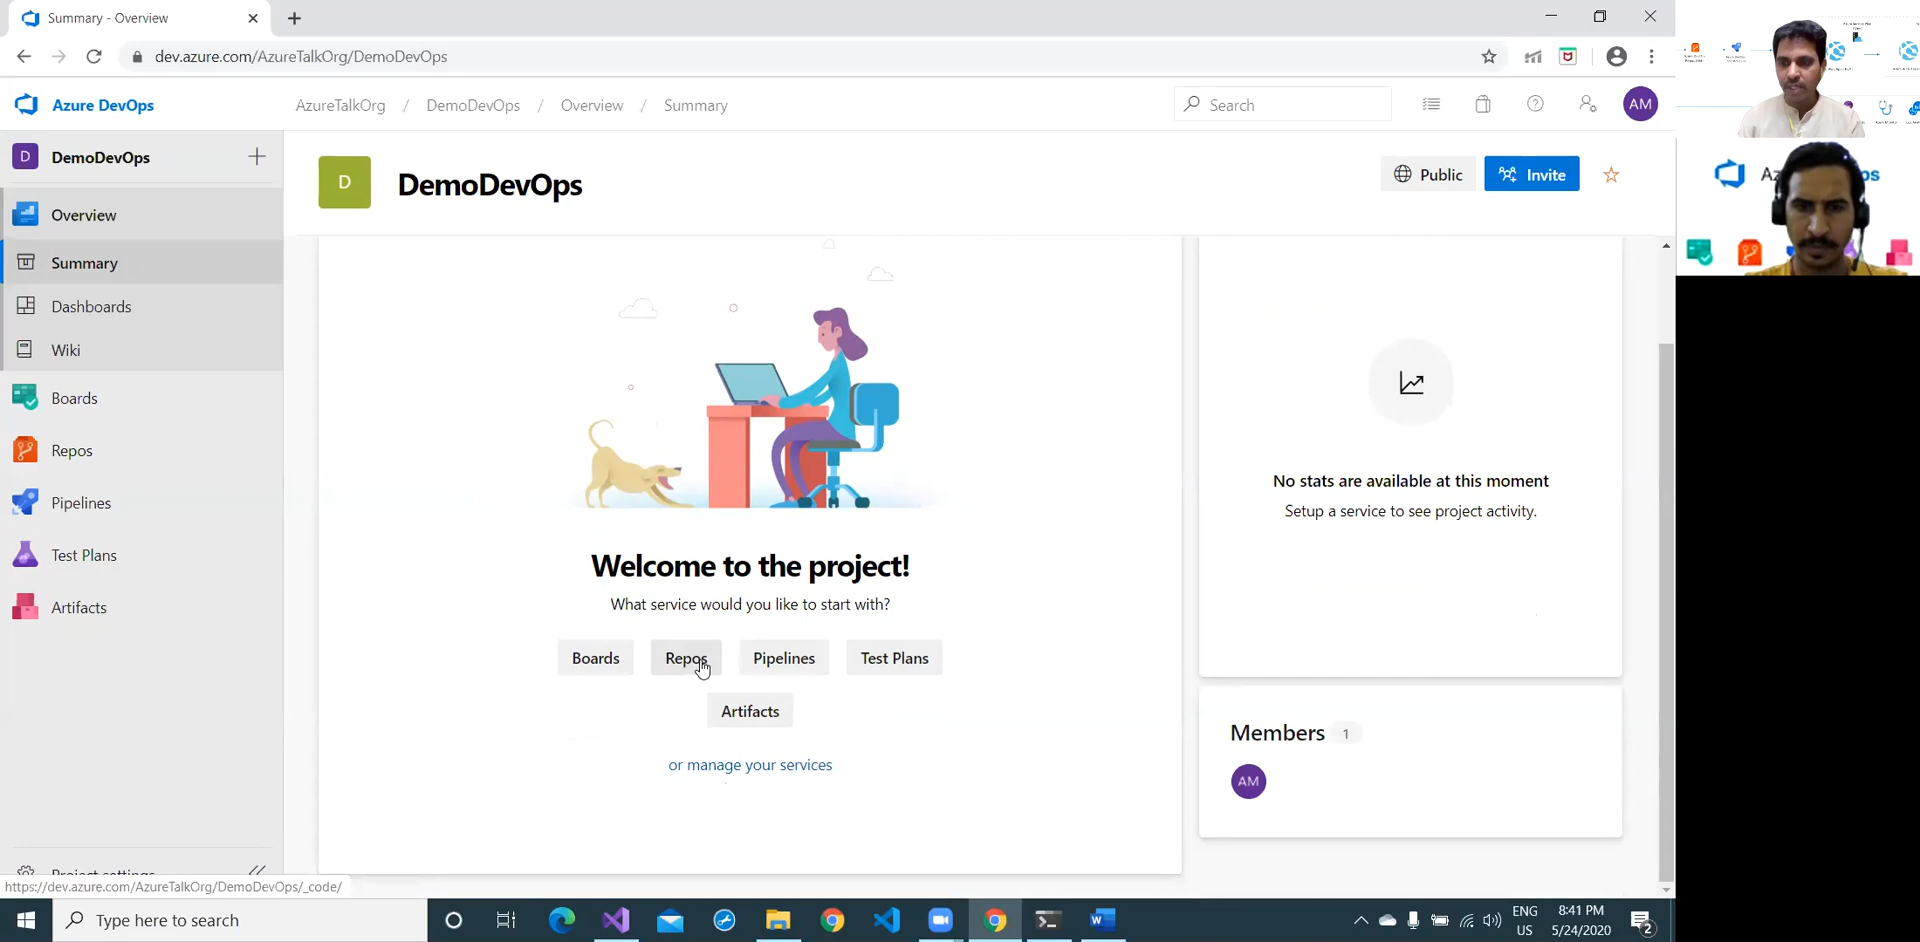 Summary - Overview
dev.azure.com/AzureTalkOrg/DemoDevOps
Azure DevOps
AzureTalkOrg / DemoDevOps / Overview / Summary
Search
AM
D DemoDevOps
D
DemoDevOps
Public
Invite
Overview
Summary
Dashboards
Wiki
Boards
Repos
Pipelines
Test Plans
Artifacts
Project settings
Welcome to the project!
What service would you like to start with?
Boards
Repos
Pipelines
Test Plans
Artifacts
or manage your services
No stats are available at this moment
Setup a service to see project activity.
Members 1
AM
https://dev.azure.com/AzureTalkOrg/DemoDevOps/_code/
Type here to search
ENG
US
8:41 PM
5/24/2020
2